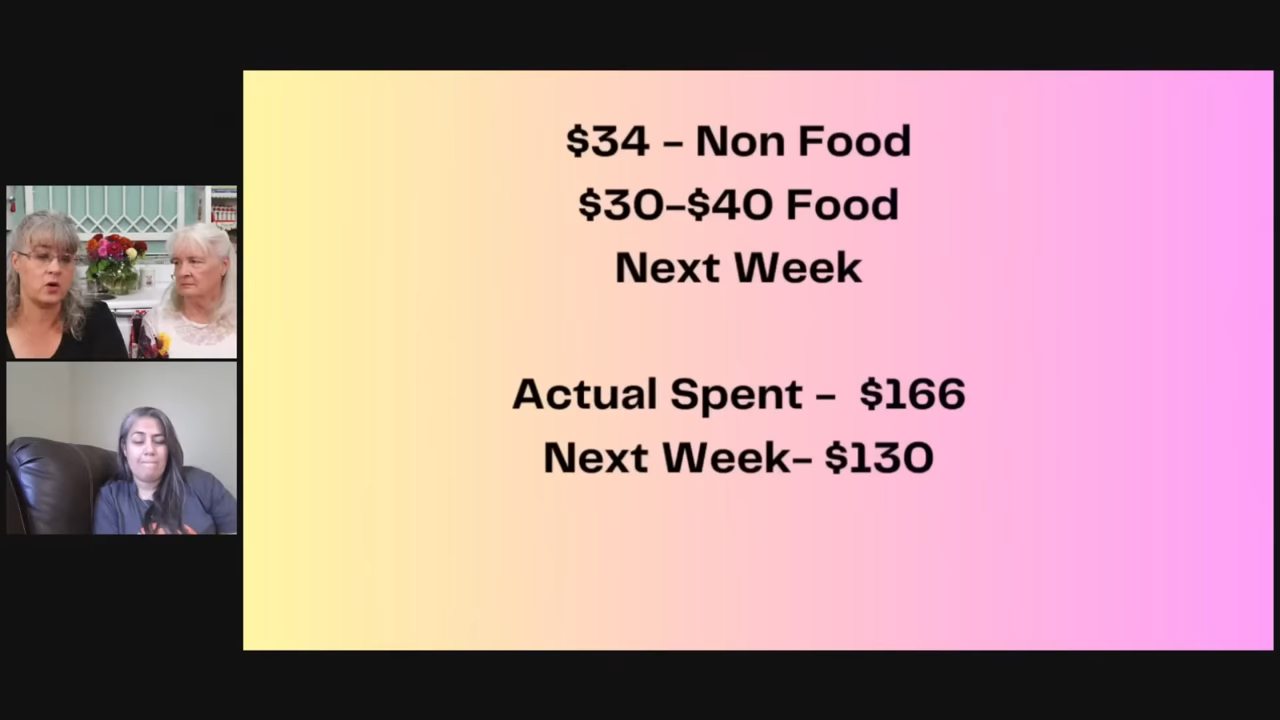 $34 – Non Food
$30–$40 Food
Next Week
Actual Spent – $166
Next Week– $130